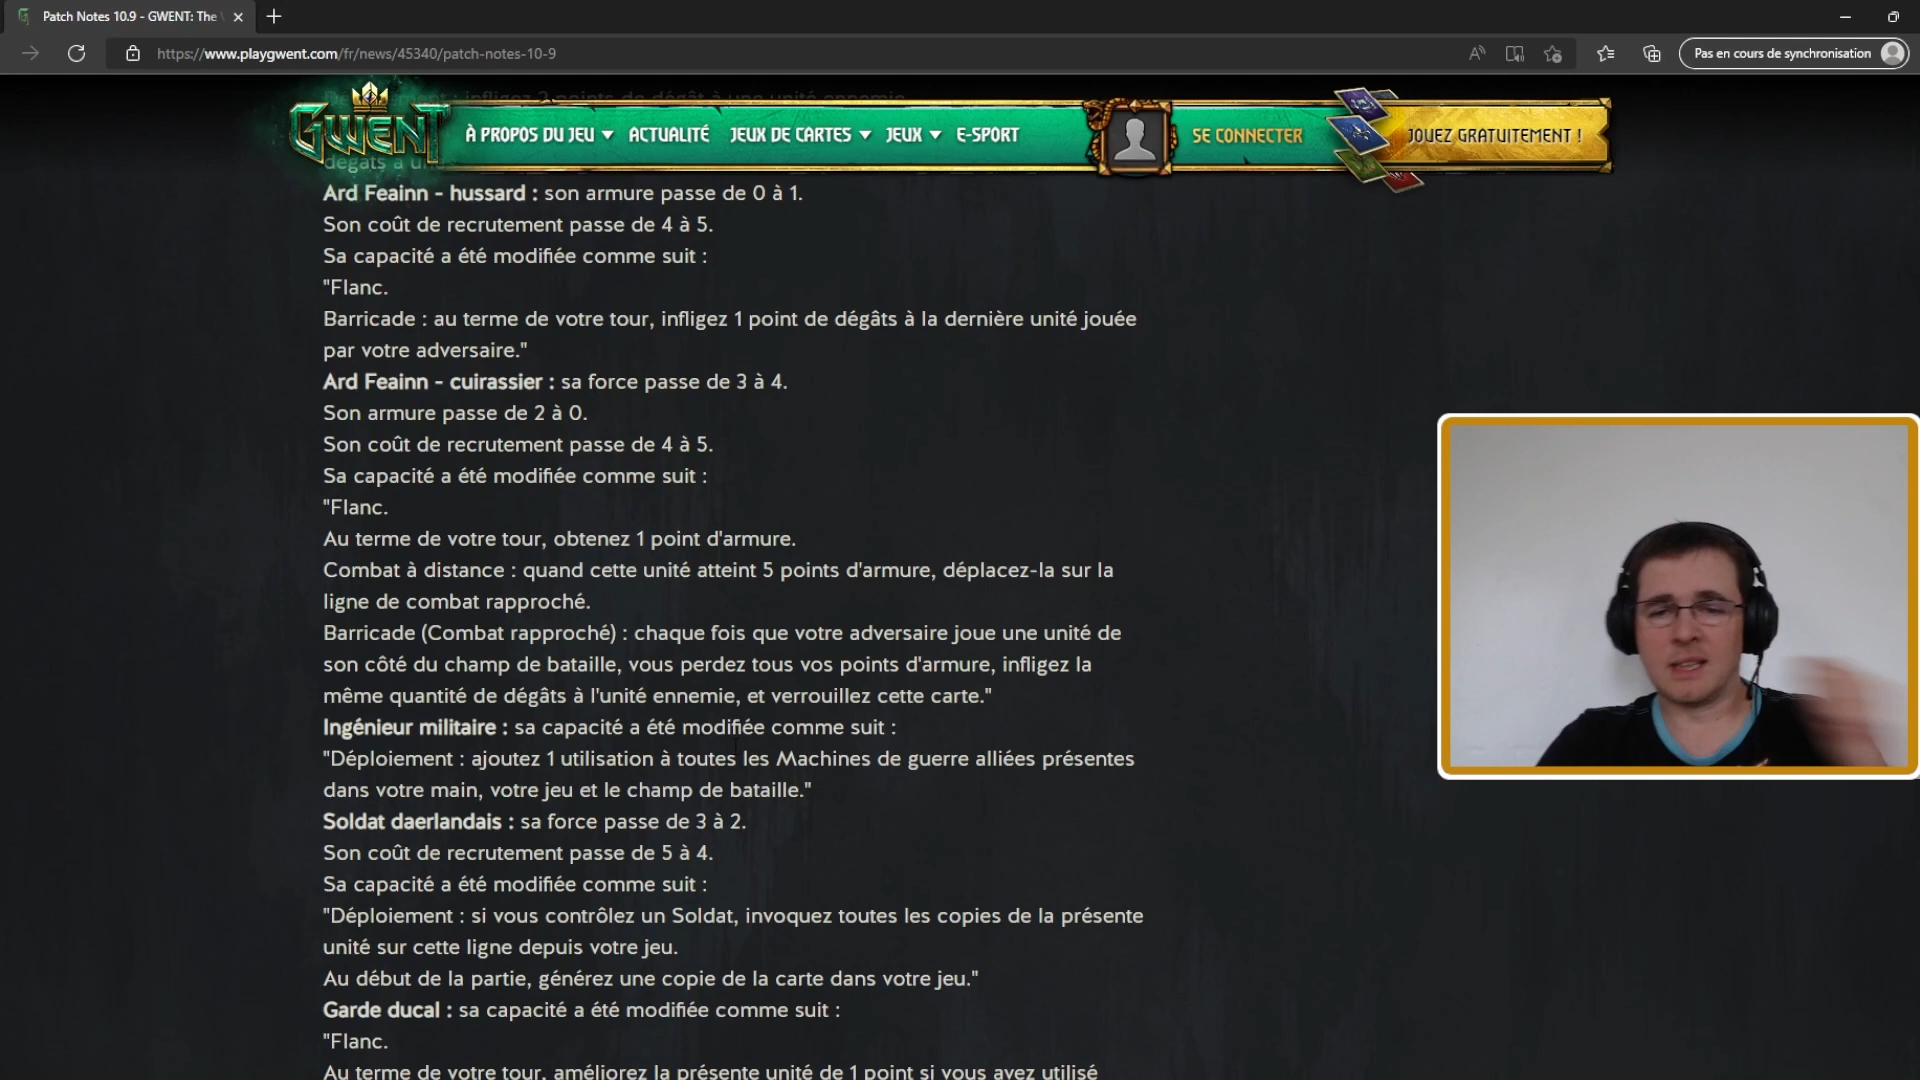 Patch Notes 10.9 - GWENT: The
https://www.playgwent.com/fr/news/45340/patch-notes-10-9
Pas en cours de synchronisation
GWENT
À PROPOS DU JEU
ACTUALITÉ
JEUX DE CARTES
JEUX
E-SPORT
SE CONNECTER
JOUEZ GRATUITEMENT !
Ard Feainn - hussard : son armure passe de 0 à 1.
Son coût de recrutement passe de 4 à 5.
Sa capacité a été modifiée comme suit :
"Flanc.
Barricade : au terme de votre tour, infligez 1 point de dégâts à la dernière unité jouée
par votre adversaire."
Ard Feainn - cuirassier : sa force passe de 3 à 4.
Son armure passe de 2 à 0.
Son coût de recrutement passe de 4 à 5.
Sa capacité a été modifiée comme suit :
"Flanc.
Au terme de votre tour, obtenez 1 point d'armure.
Combat à distance : quand cette unité atteint 5 points d'armure, déplacez-la sur la
ligne de combat rapproché.
Barricade (Combat rapproché) : chaque fois que votre adversaire joue une unité de
son côté du champ de bataille, vous perdez tous vos points d'armure, infligez la
même quantité de dégâts à l'unité ennemie, et verrouillez cette carte."
Ingénieur militaire : sa capacité a été modifiée comme suit :
"Déploiement : ajoutez 1 utilisation à toutes les Machines de guerre alliées présentes
dans votre main, votre jeu et le champ de bataille."
Soldat daerlandais : sa force passe de 3 à 2.
Son coût de recrutement passe de 5 à 4.
Sa capacité a été modifiée comme suit :
"Déploiement : si vous contrôlez un Soldat, invoquez toutes les copies de la présente
unité sur cette ligne depuis votre jeu.
Au début de la partie, générez une copie de la carte dans votre jeu."
Garde ducal : sa capacité a été modifiée comme suit :
"Flanc.
Au terme de votre tour, améliorez la présente unité de 1 point si vous avez utilisé